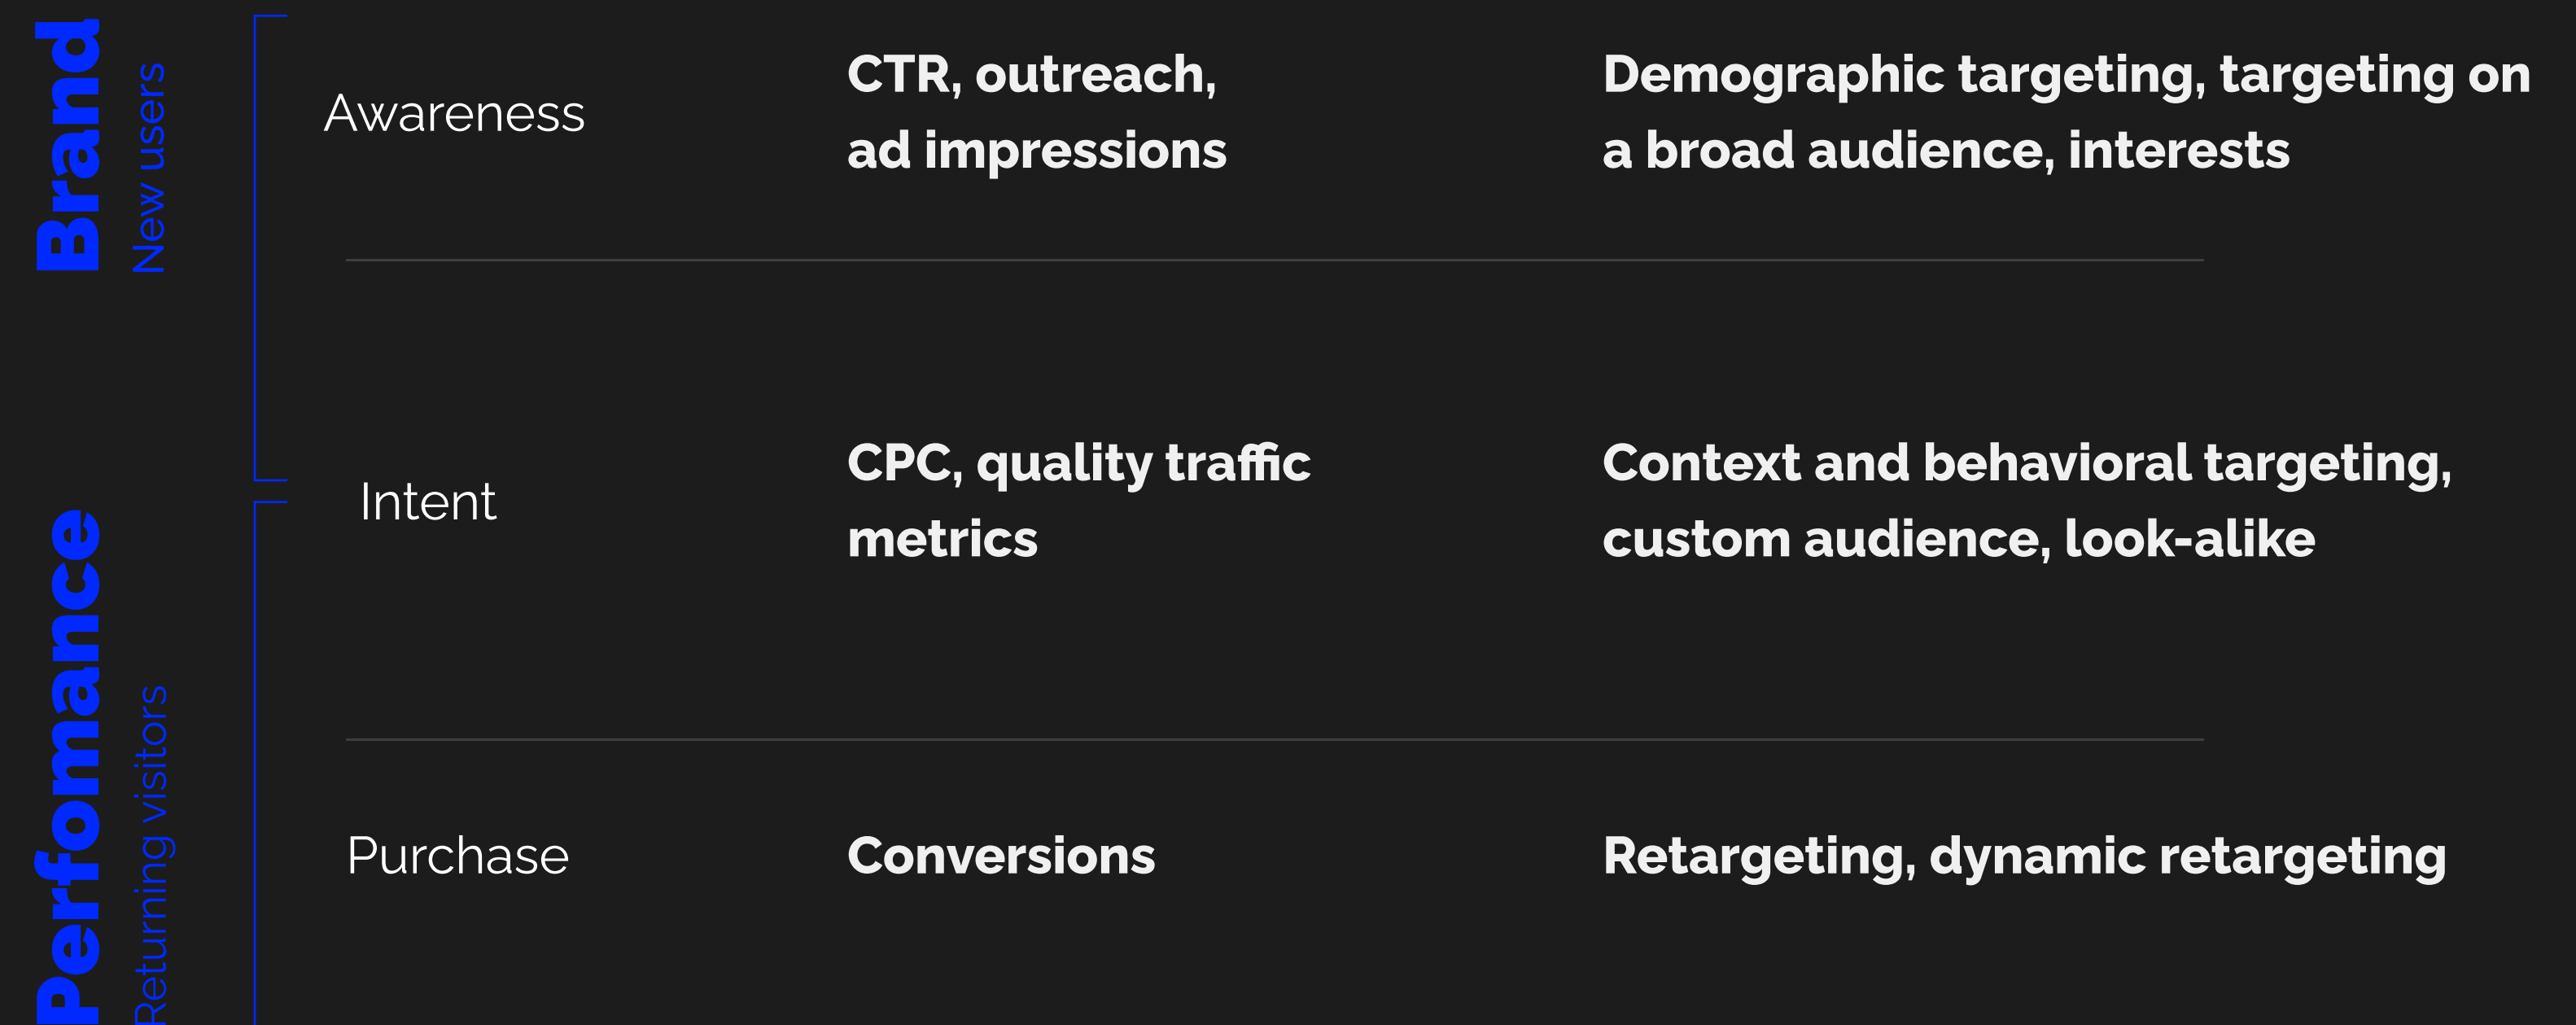 Brand
New users
Awareness
CTR, outreach,
ad impressions
Demographic targeting, targeting on
a broad audience, interests
Intent
CPC, quality traffic
metrics
Context and behavioral targeting,
custom audience, look-alike
Perfomance
Returning visitors
Purchase
Conversions
Retargeting, dynamic retargeting